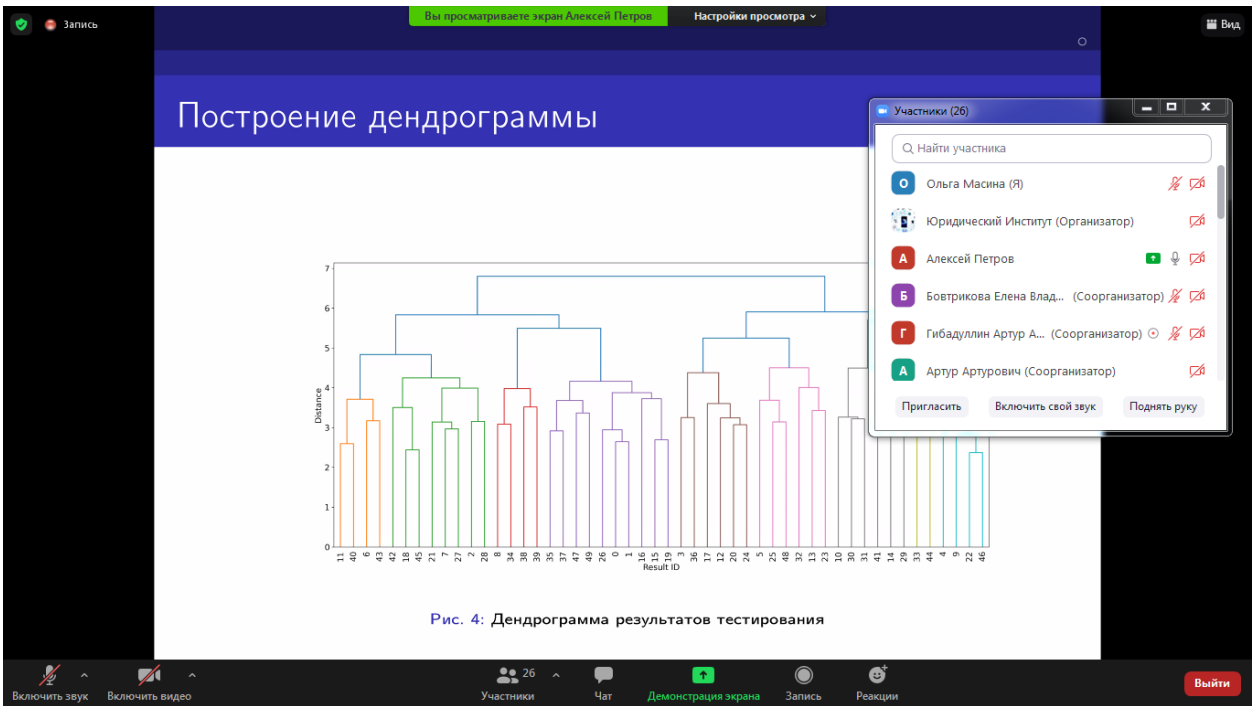 Запись
Вы просматриваете экран Алексей Петров
Настройки просмотра
Вид
Построение дендрограммы
Участники (26)
Найти участника
О Ольга Масина (Я)
Юридический Институт (Организатор)
А Алексей Петров
Б Бовтрикова Елена Влад... (Соорганизатор)
Г Гибадуллин Артур А... (Соорганизатор)
А Артур Артурович (Соорганизатор)
Пригласить Включить свой звук Поднять руку
7
6
5
4
3
2
1
0
Distance
11 40 6 43 42 18 45 21 7 27 2 28 8 34 38 39 35 37 47 49 26 0 1 16 15 19 3 36 17 12 20 24 5 25 48 32 13 23 10 30 31 41 14 29 33 44 4 9 22 46
Result ID
Рис. 4: Дендрограмма результатов тестирования
Включить звук
Включить видео
26
Участники
Чат
Демонстрация экрана
Запись
Реакции
Выйти